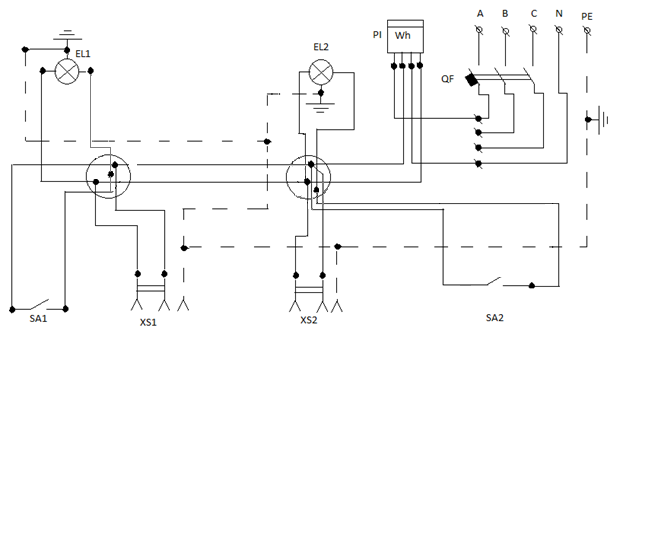 A B C N PE
PI Wh
EL1
EL2
QF
SA1
XS1
XS2
SA2